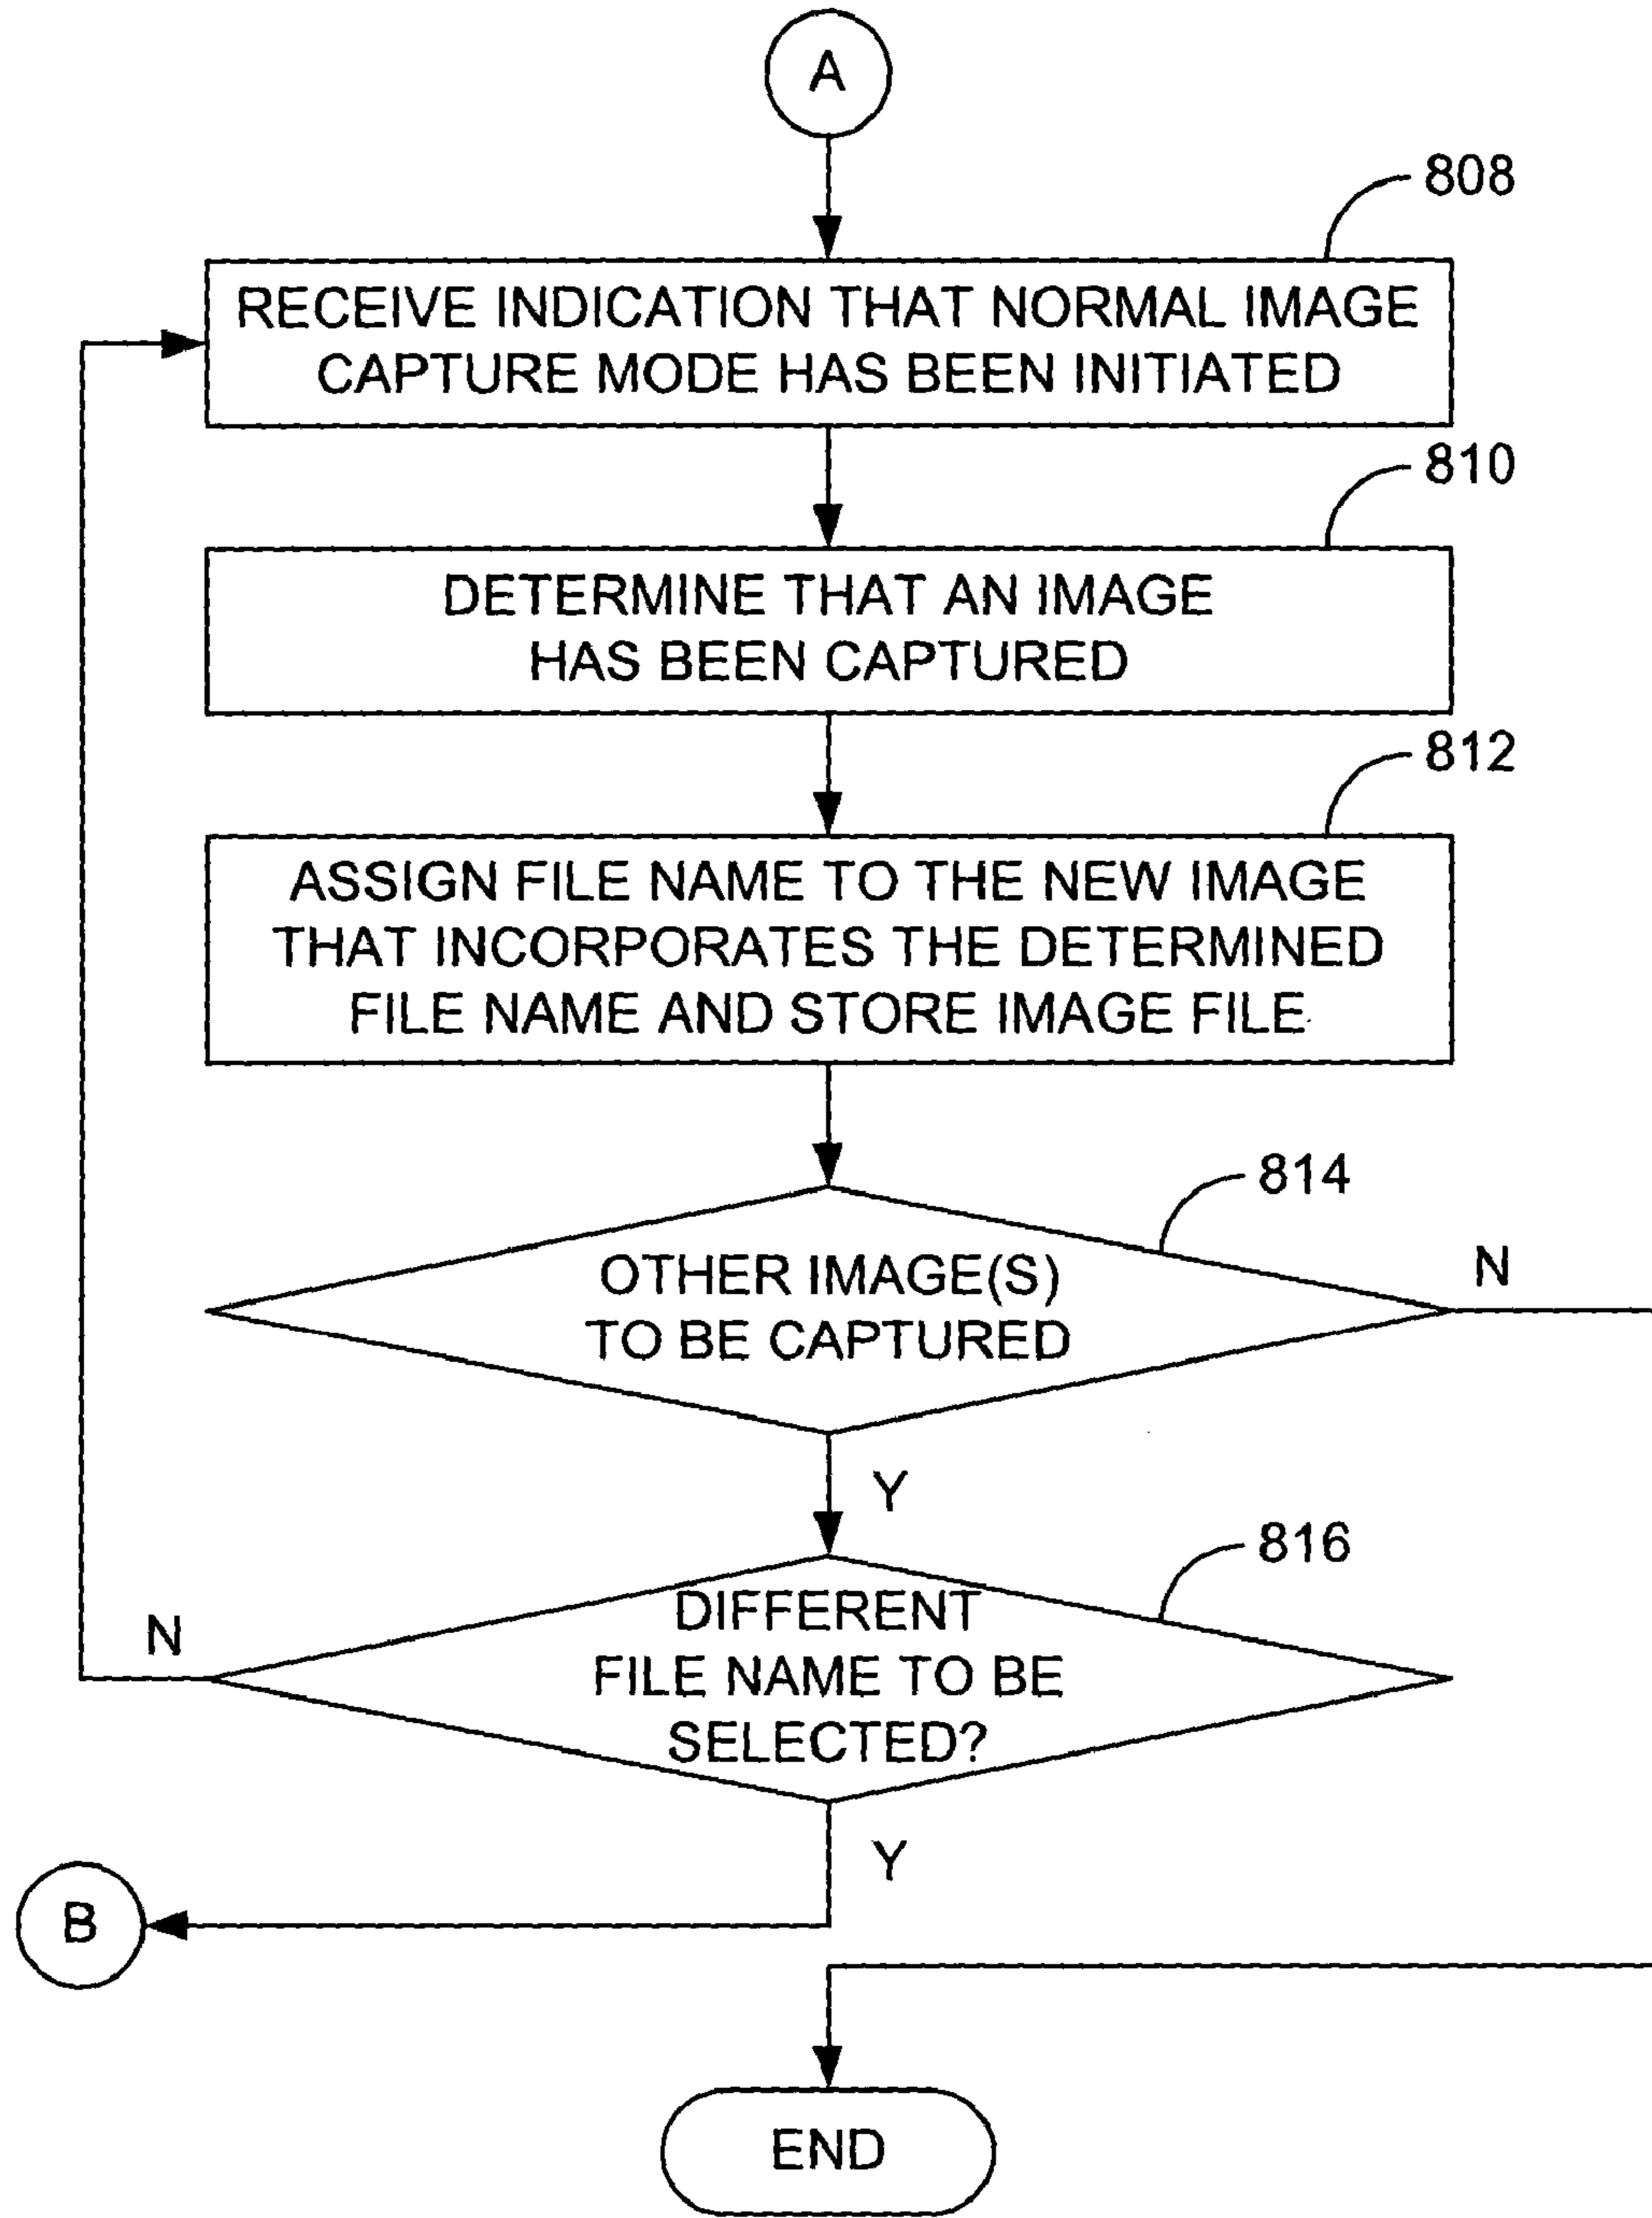 A
808
RECEIVE INDICATION THAT NORMAL IMAGE
CAPTURE MODE HAS BEEN INITIATED
810
DETERMINE THAT AN IMAGE
HAS BEEN CAPTURED
812
ASSIGN FILE NAME TO THE NEW IMAGE
THAT INCORPORATES THE DETERMINED
FILE NAME AND STORE IMAGE FILE
814
N
OTHER IMAGE(S)
TO BE CAPTURED
Y
816
N
DIFFERENT
FILE NAME TO BE
SELECTED?
Y
B
END